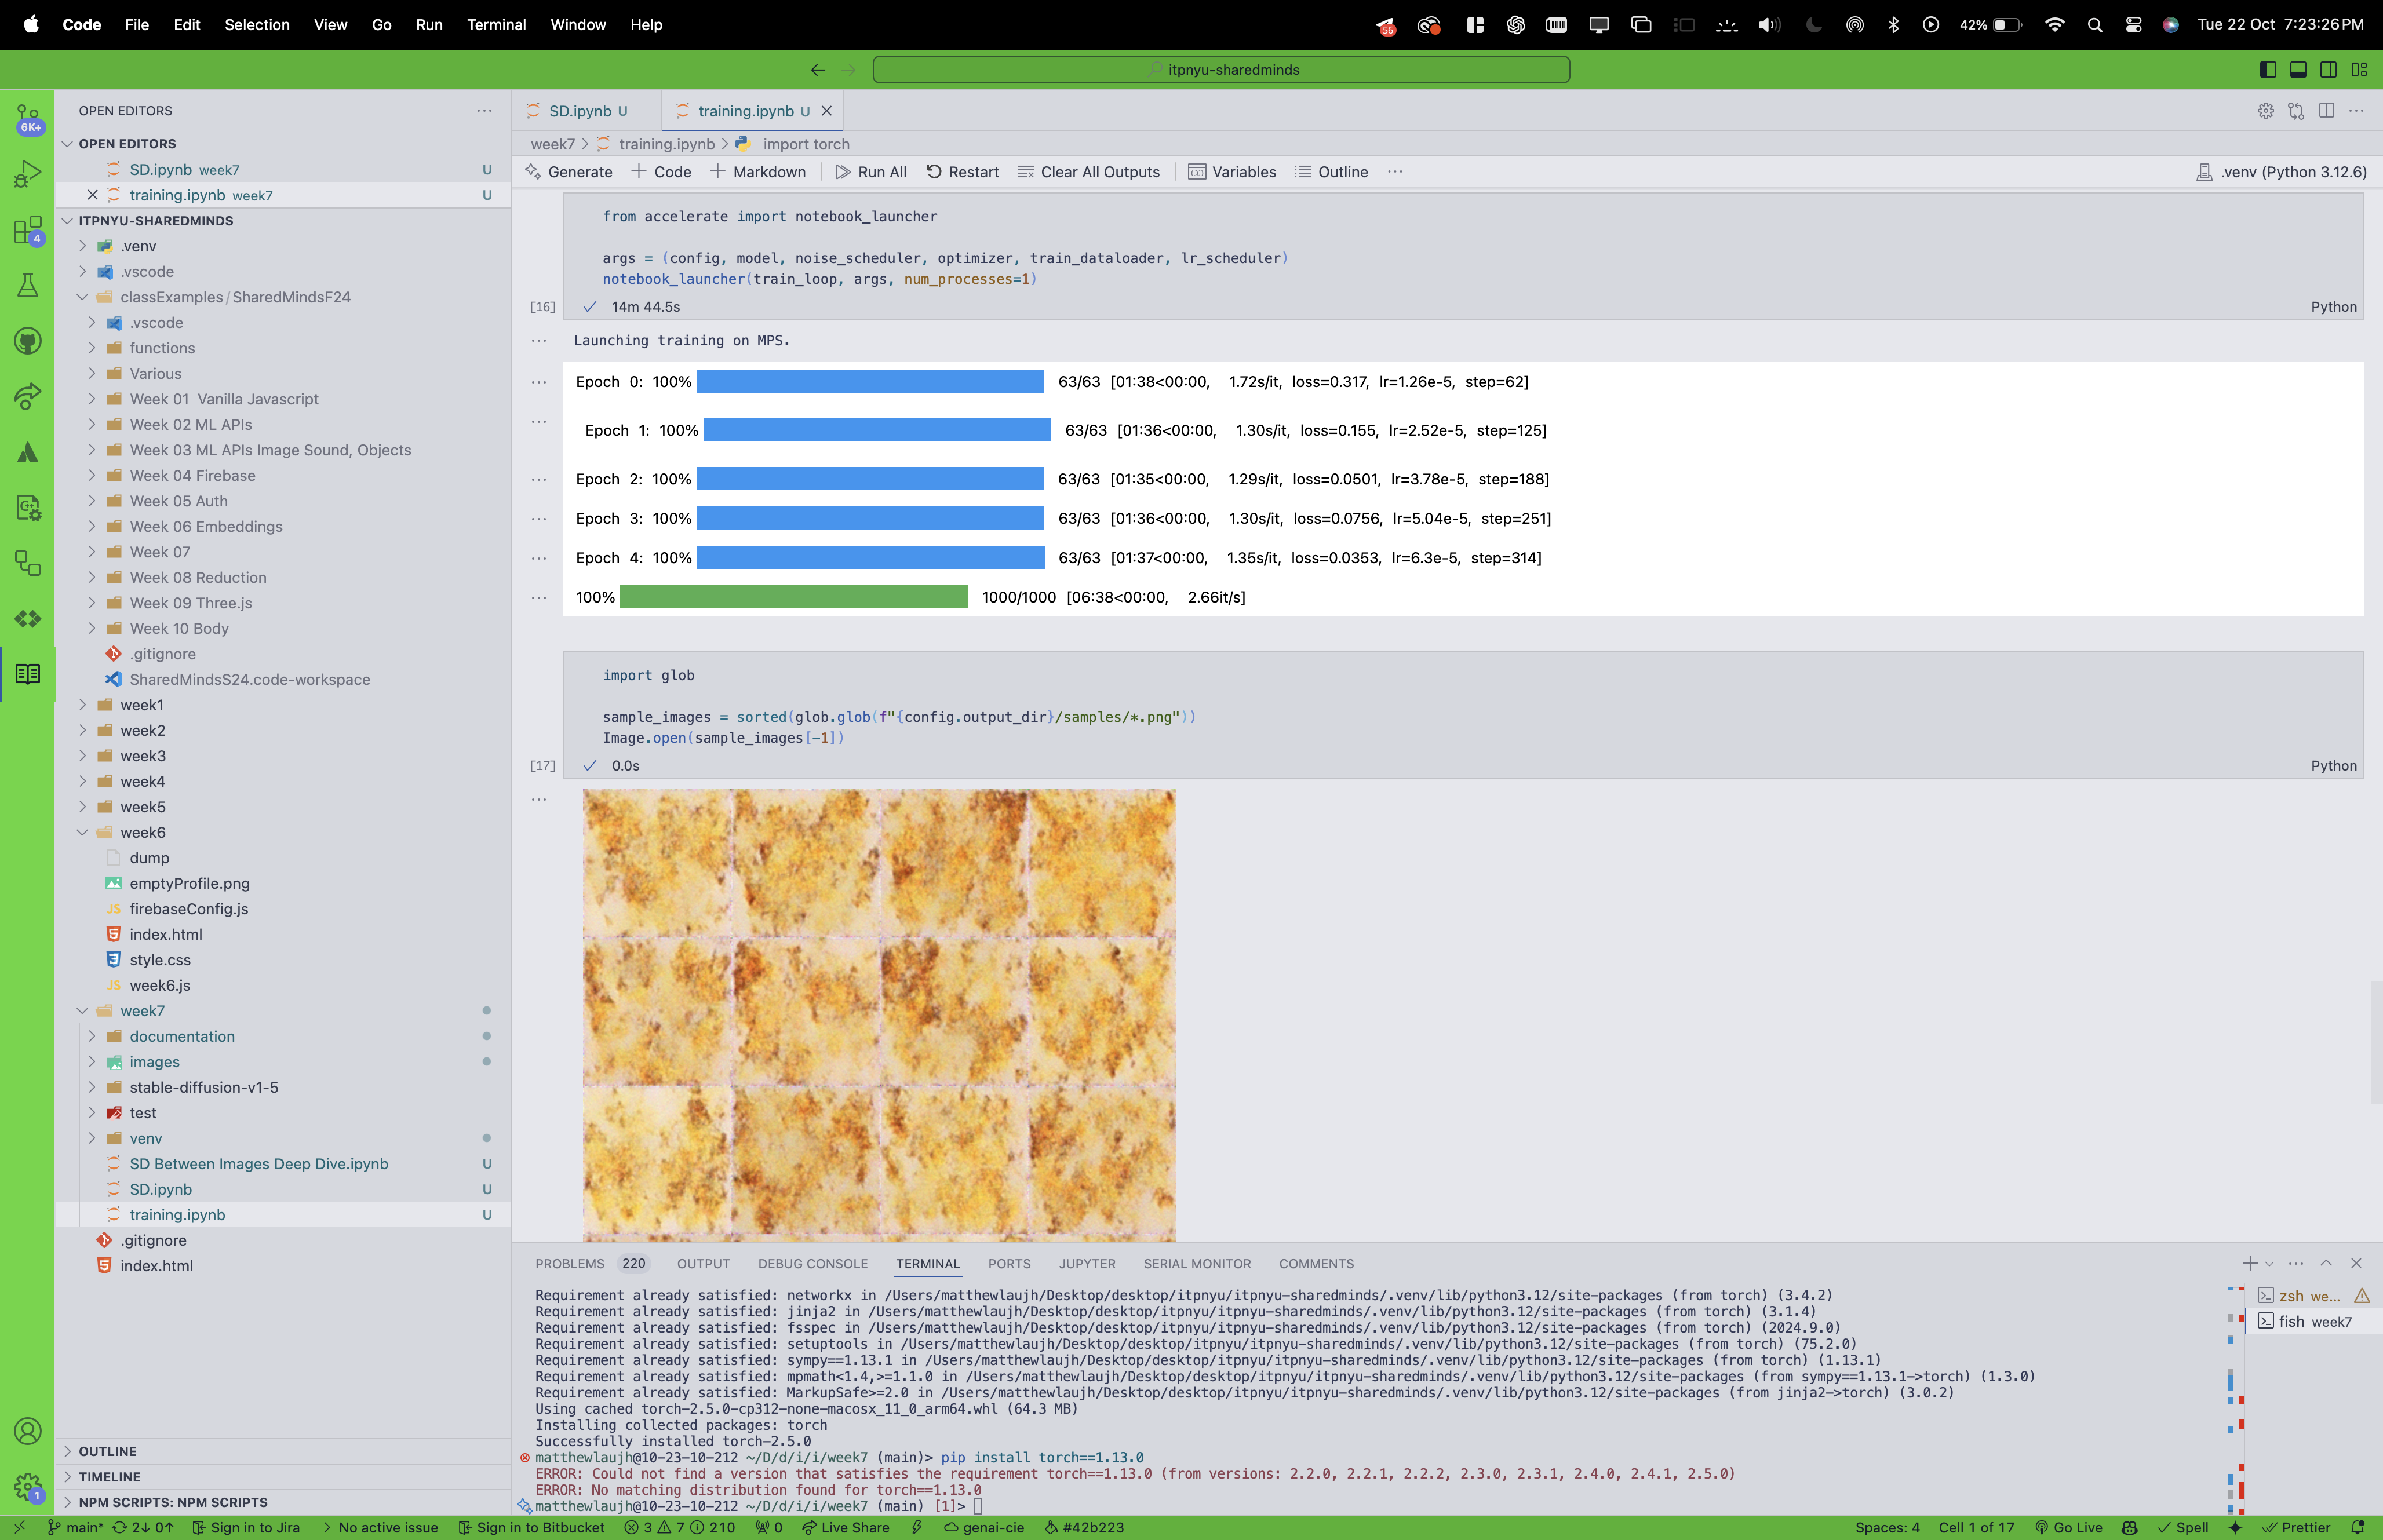 Code File Edit Selection View Go Run Terminal Window Help 56 42% Tue 22 Oct 7:23:26 PM
itpnyu-sharedminds
6K+
4
1
OPEN EDITORS
OPEN EDITORS
SD.ipynb week7 U
training.ipynb week7 U
ITPNYU-SHAREDMINDS
.venv
.vscode
classExamples / SharedMindsF24
.vscode
functions
Various
Week 01 Vanilla Javascript
Week 02 ML APIs
Week 03 ML APIs Image Sound, Objects
Week 04 Firebase
Week 05 Auth
Week 06 Embeddings
Week 07
Week 08 Reduction
Week 09 Three.js
Week 10 Body
.gitignore
SharedMindsS24.code-workspace
week1
week2
week3
week4
week5
week6
dump
emptyProfile.png
JS firebaseConfig.js
index.html
style.css
JS week6.js
week7
documentation
images
stable-diffusion-v1-5
test
venv
SD Between Images Deep Dive.ipynb U
SD.ipynb U
training.ipynb U
.gitignore
index.html
OUTLINE
TIMELINE
NPM SCRIPTS: NPM SCRIPTS
SD.ipynb U training.ipynb U
week7 > training.ipynb > import torch
Generate + Code + Markdown Run All Restart Clear All Outputs Variables Outline ... .venv (Python 3.12.6)
from accelerate import notebook_launcher
args = (config, model, noise_scheduler, optimizer, train_dataloader, lr_scheduler)
notebook_launcher(train_loop, args, num_processes=1)
[16] 14m 44.5s Python
Launching training on MPS.
Epoch 0: 100% 63/63 [01:38<00:00, 1.72s/it, loss=0.317, lr=1.26e-5, step=62]
Epoch 1: 100% 63/63 [01:36<00:00, 1.30s/it, loss=0.155, lr=2.52e-5, step=125]
Epoch 2: 100% 63/63 [01:35<00:00, 1.29s/it, loss=0.0501, lr=3.78e-5, step=188]
Epoch 3: 100% 63/63 [01:36<00:00, 1.30s/it, loss=0.0756, lr=5.04e-5, step=251]
Epoch 4: 100% 63/63 [01:37<00:00, 1.35s/it, loss=0.0353, lr=6.3e-5, step=314]
100% 1000/1000 [06:38<00:00, 2.66it/s]
import glob
sample_images = sorted(glob.glob(f"{config.output_dir}/samples/*.png"))
Image.open(sample_images[-1])
[17] 0.0s Python
PROBLEMS 220 OUTPUT DEBUG CONSOLE TERMINAL PORTS JUPYTER SERIAL MONITOR COMMENTS
Requirement already satisfied: networkx in /Users/matthewlaujh/Desktop/desktop/itpnyu/itpnyu-sharedminds/.venv/lib/python3.12/site-packages (from torch) (3.4.2)
Requirement already satisfied: jinja2 in /Users/matthewlaujh/Desktop/desktop/itpnyu/itpnyu-sharedminds/.venv/lib/python3.12/site-packages (from torch) (3.1.4)
Requirement already satisfied: fsspec in /Users/matthewlaujh/Desktop/desktop/itpnyu/itpnyu-sharedminds/.venv/lib/python3.12/site-packages (from torch) (2024.9.0)
Requirement already satisfied: setuptools in /Users/matthewlaujh/Desktop/desktop/itpnyu/itpnyu-sharedminds/.venv/lib/python3.12/site-packages (from torch) (75.2.0)
Requirement already satisfied: sympy==1.13.1 in /Users/matthewlaujh/Desktop/desktop/itpnyu/itpnyu-sharedminds/.venv/lib/python3.12/site-packages (from torch) (1.13.1)
Requirement already satisfied: mpmath<1.4,>=1.1.0 in /Users/matthewlaujh/Desktop/desktop/itpnyu/itpnyu-sharedminds/.venv/lib/python3.12/site-packages (from sympy==1.13.1->torch) (1.3.0)
Requirement already satisfied: MarkupSafe>=2.0 in /Users/matthewlaujh/Desktop/desktop/itpnyu/itpnyu-sharedminds/.venv/lib/python3.12/site-packages (from jinja2->torch) (3.0.2)
Using cached torch-2.5.0-cp312-none-macosx_11_0_arm64.whl (64.3 MB)
Installing collected packages: torch
Successfully installed torch-2.5.0
matthewlaujh@10-23-10-212 ~/D/d/i/i/week7 (main)> pip install torch==1.13.0
ERROR: Could not find a version that satisfies the requirement torch==1.13.0 (from versions: 2.2.0, 2.2.1, 2.2.2, 2.3.0, 2.3.1, 2.4.0, 2.4.1, 2.5.0)
ERROR: No matching distribution found for torch==1.13.0
matthewlaujh@10-23-10-212 ~/D/d/i/i/week7 (main) [1]>
zsh we...
fish week7
main* 2↓ 0↑ Sign in to Jira > No active issue Sign in to Bitbucket 3 7 210 0 Live Share genai-cie #42b223 Spaces: 4 Cell 1 of 17 Go Live Spell Prettier